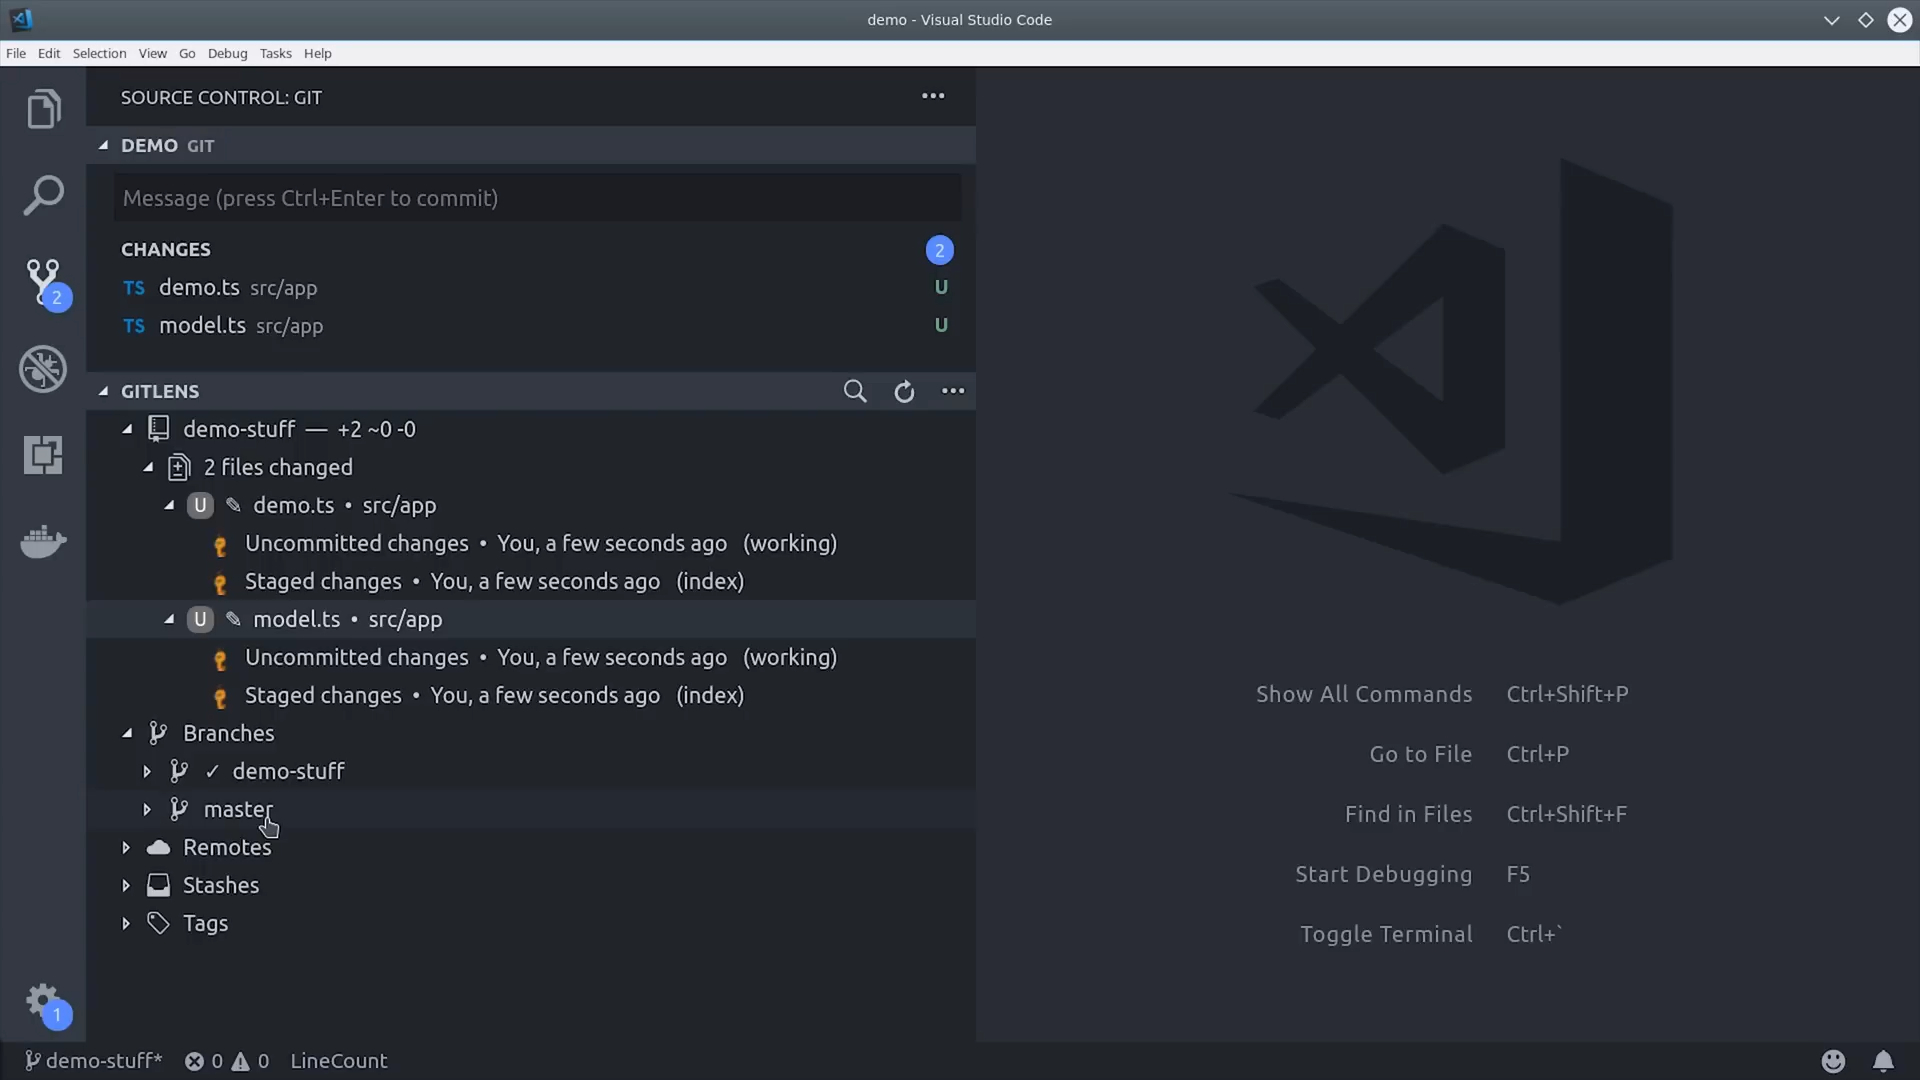 demo - Visual Studio Code
File Edit Selection View Go Debug Tasks Help
SOURCE CONTROL: GIT
DEMO GIT
Message (press Ctrl+Enter to commit)
CHANGES 2
TS demo.ts src/app U
TS model.ts src/app U
2
GITLENS
demo-stuff — +2 ~0 -0
2 files changed
U ✎ demo.ts • src/app
Uncommitted changes • You, a few seconds ago (working)
Staged changes • You, a few seconds ago (index)
U ✎ model.ts • src/app
Uncommitted changes • You, a few seconds ago (working)
Staged changes • You, a few seconds ago (index)
Branches
✓ demo-stuff
master
Remotes
Stashes
Tags
1
Show All Commands Ctrl+Shift+P
Go to File Ctrl+P
Find in Files Ctrl+Shift+F
Start Debugging F5
Toggle Terminal Ctrl+`
demo-stuff* 0 0 LineCount